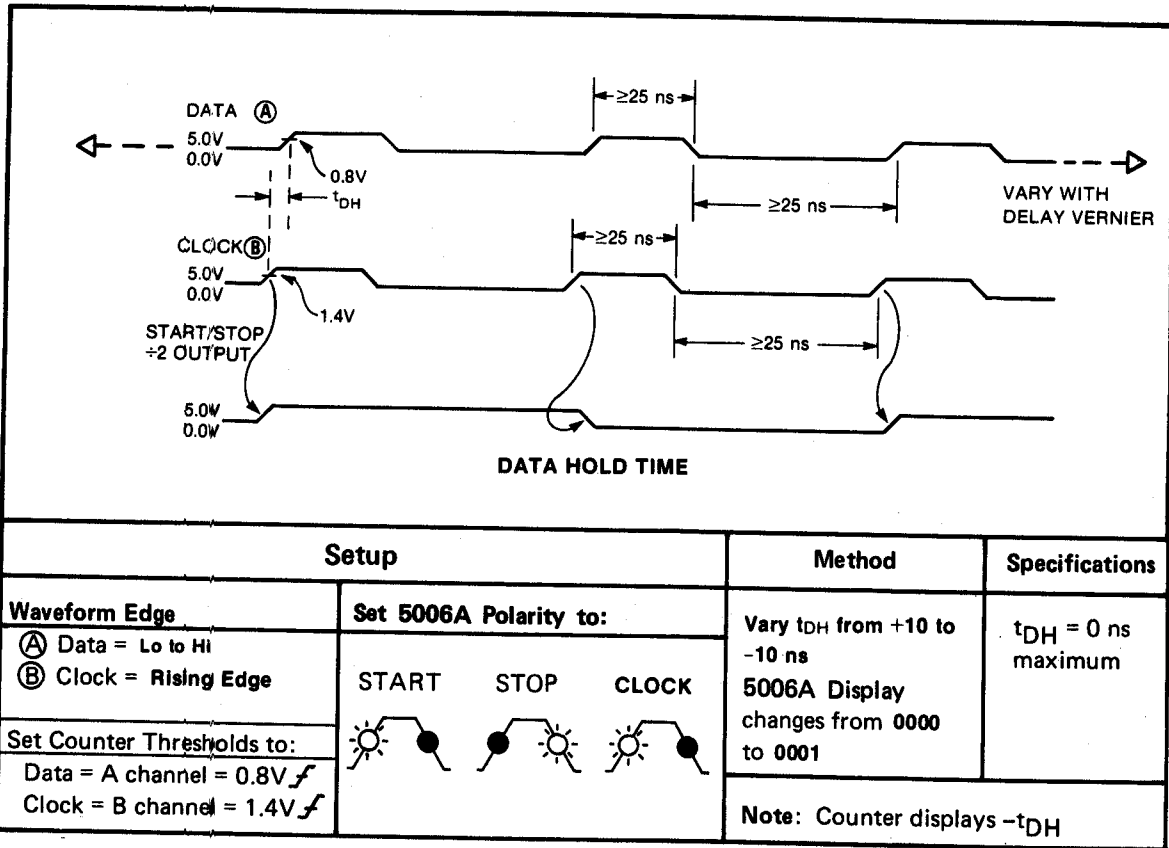 DATA Ⓐ
5.0V
0.0V
0.8V
tDH
≥25 ns
≥25 ns
VARY WITH
DELAY VERNIER
CLOCK Ⓑ
5.0V
0.0V
1.4V
≥25 ns
≥25 ns
START/STOP
÷2 OUTPUT
5.0V
0.0V
DATA HOLD TIME
Setup
Method
Specifications
Waveform Edge
Ⓐ Data = Lo to Hi
Ⓑ Clock = Rising Edge
Set Counter Thresholds to:
Data = A channel = 0.8V
Clock = B channel = 1.4V
Set 5006A Polarity to:
START STOP CLOCK
Vary tDH from +10 to
-10 ns
5006A Display
changes from 0000
to 0001
tDH = 0 ns
maximum
Note: Counter displays -tDH